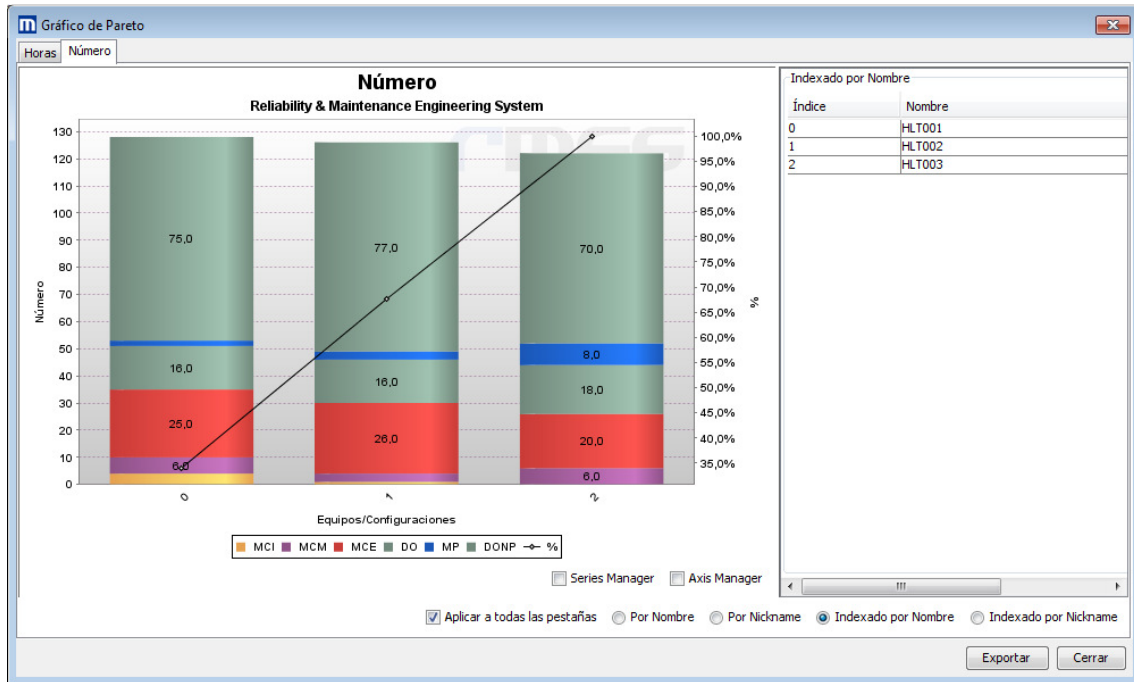 Gráfico de Pareto
Horas Número
Número
Reliability & Maintenance Engineering System
rmes
Número
130
120
110
100
90
80
70
60
50
40
30
20
10
0
75,0
16,0
25,0
6,0
77,0
16,0
26,0
70,0
8,0
18,0
20,0
6,0
100,0%
95,0%
90,0%
85,0%
80,0%
75,0%
70,0%
65,0%
60,0%
55,0%
50,0%
45,0%
40,0%
35,0%
%
0 1 2
Equipos/Configuraciones
MCI MCM MCE DO MP DONP %
Series Manager Axis Manager
Indexado por Nombre
Índice Nombre
0 HLT001
1 HLT002
2 HLT003
Aplicar a todas las pestañas Por Nombre Por Nickname Indexado por Nombre Indexado por Nickname
Exportar Cerrar